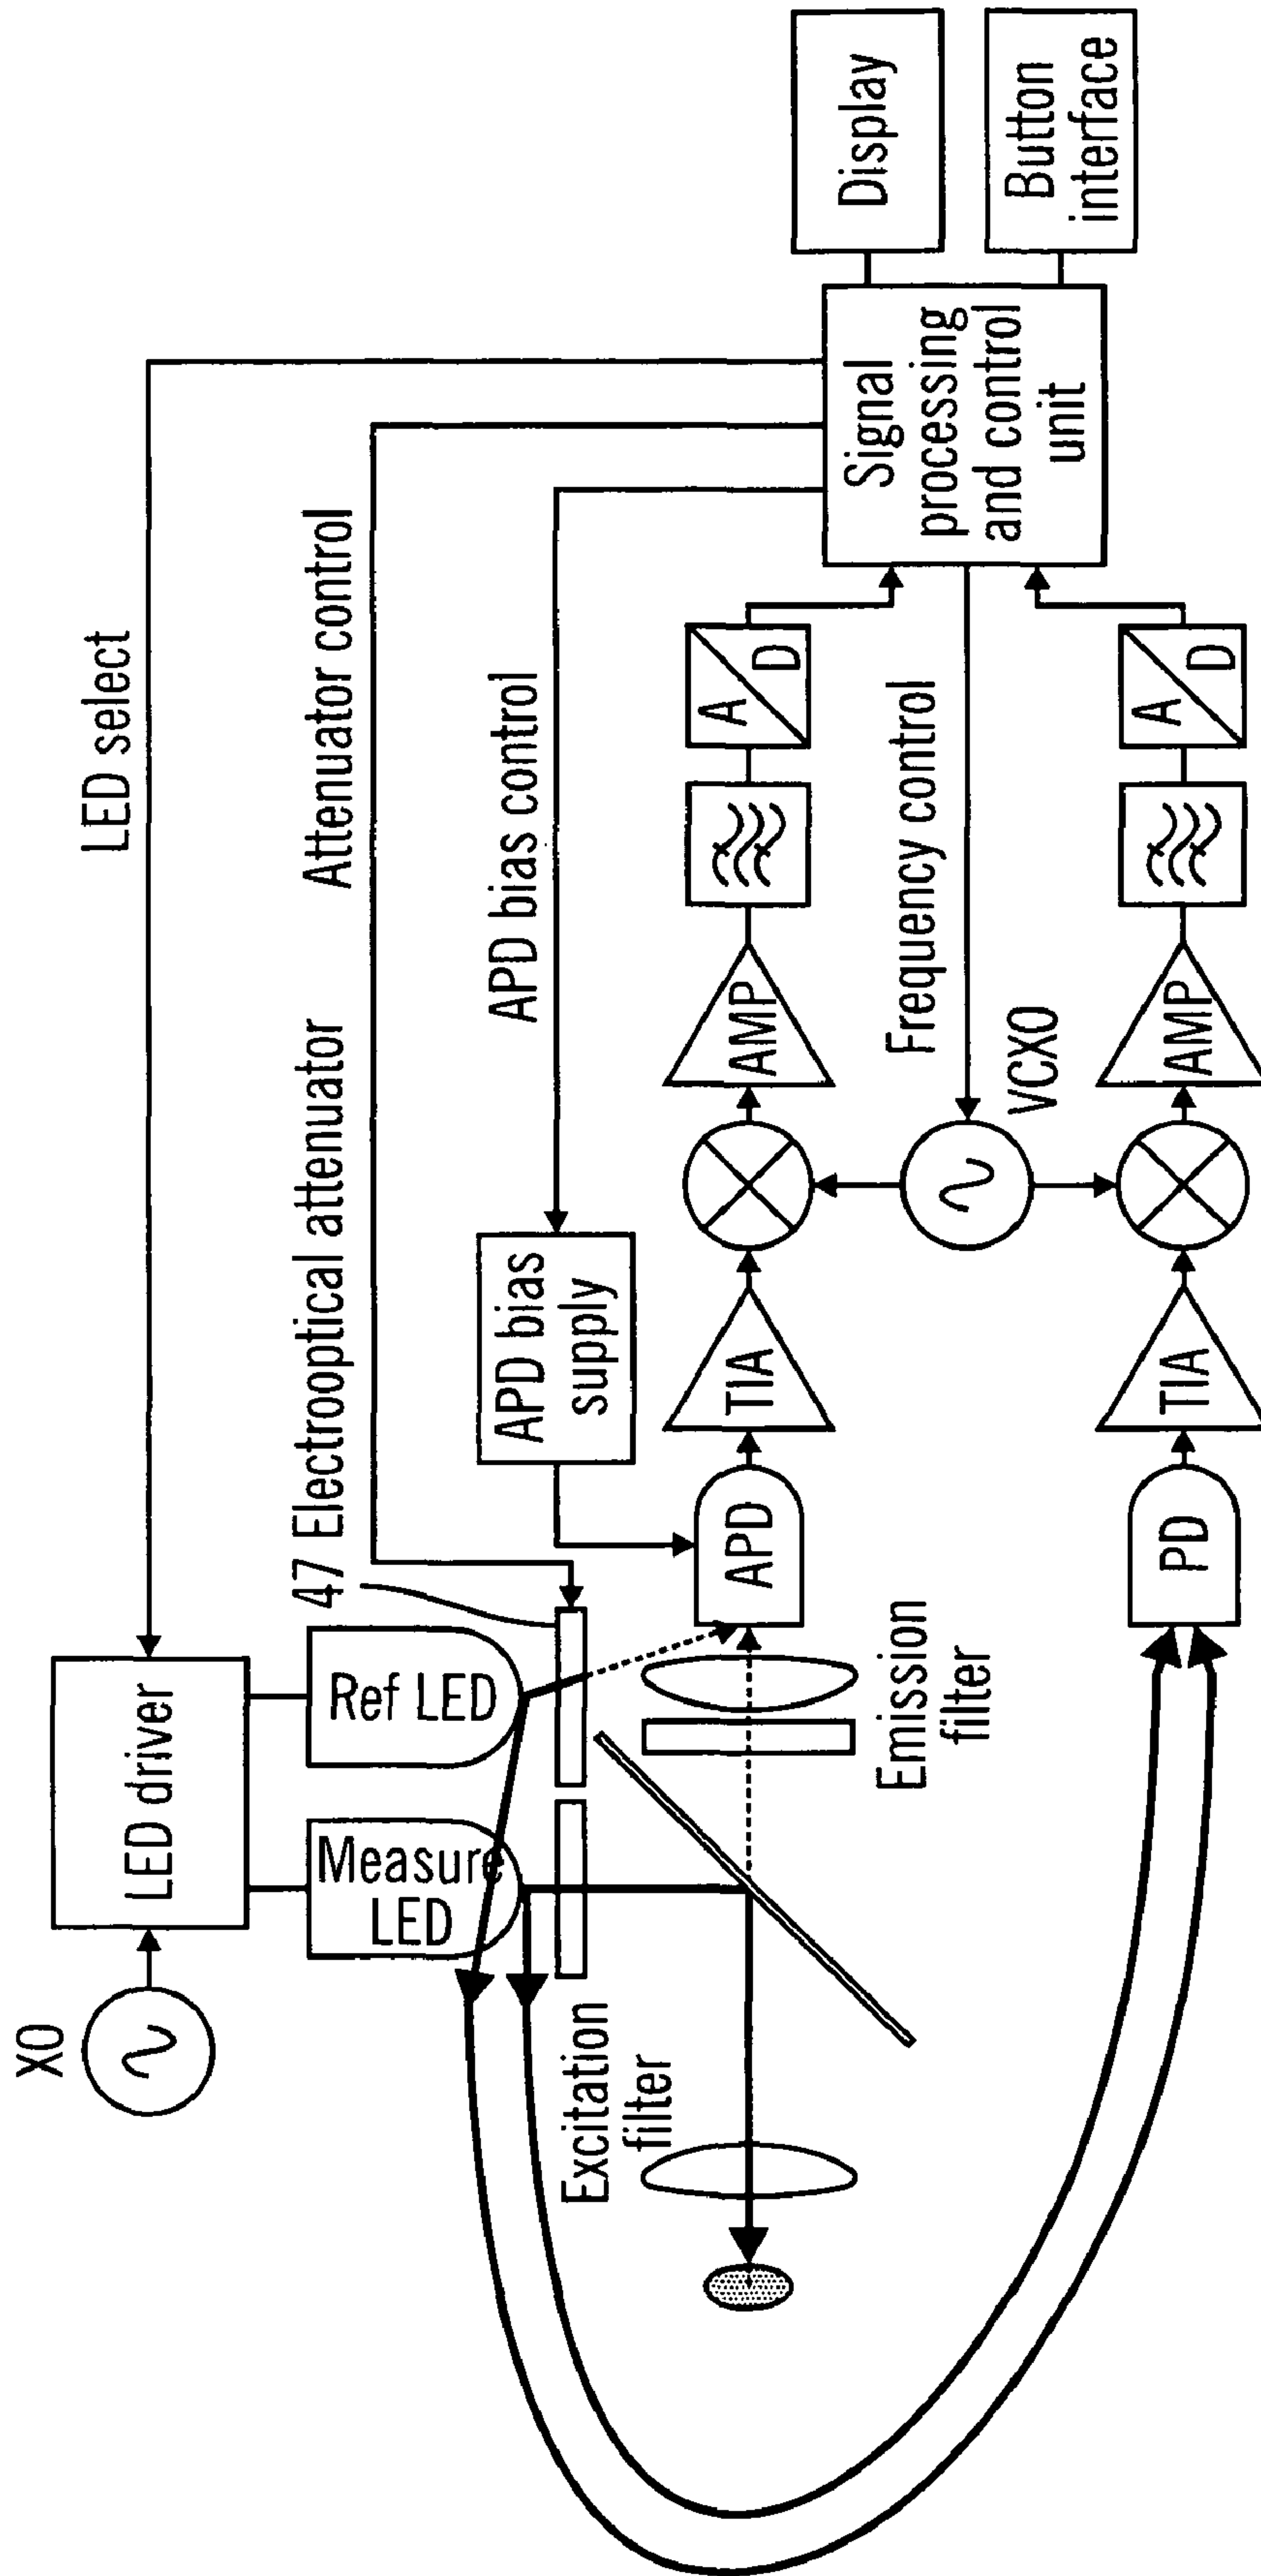 XO
LED driver
LED select
Measure
LED
Ref LED
47 Electrooptical attenuator
Attenuator control
Excitation
filter
APD bias
supply
APD bias control
Emission
filter
APD
TIA
AMP
A
D
Frequency control
VCXO
PD
TIA
AMP
A
D
Signal
processing
and control
unit
Display
Button
interface